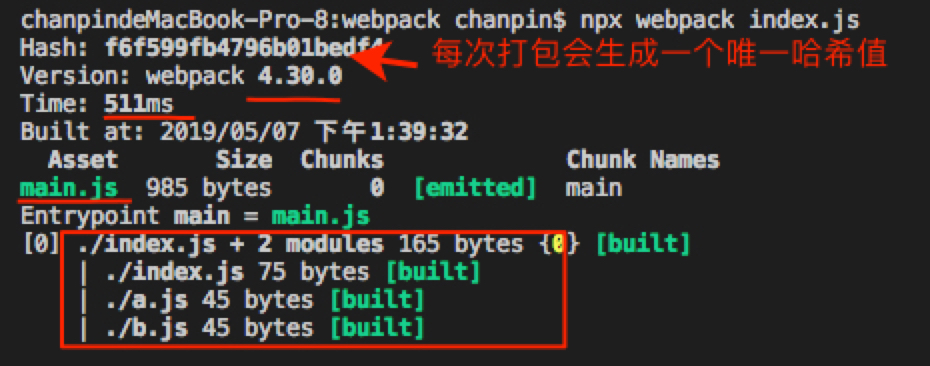 chanpindeMacBook-Pro-8:webpack chanpin$ npx webpack index.js
Hash: f6f599fb4796b01bedf4 每次打包会生成一个唯一哈希值
Version: webpack 4.30.0
Time: 511ms
Built at: 2019/05/07 下午1:39:32
Asset Size Chunks Chunk Names
main.js 985 bytes 0 [emitted] main
Entrypoint main = main.js
[0] ./index.js + 2 modules 165 bytes {0} [built]
| ./index.js 75 bytes [built]
| ./a.js 45 bytes [built]
| ./b.js 45 bytes [built]